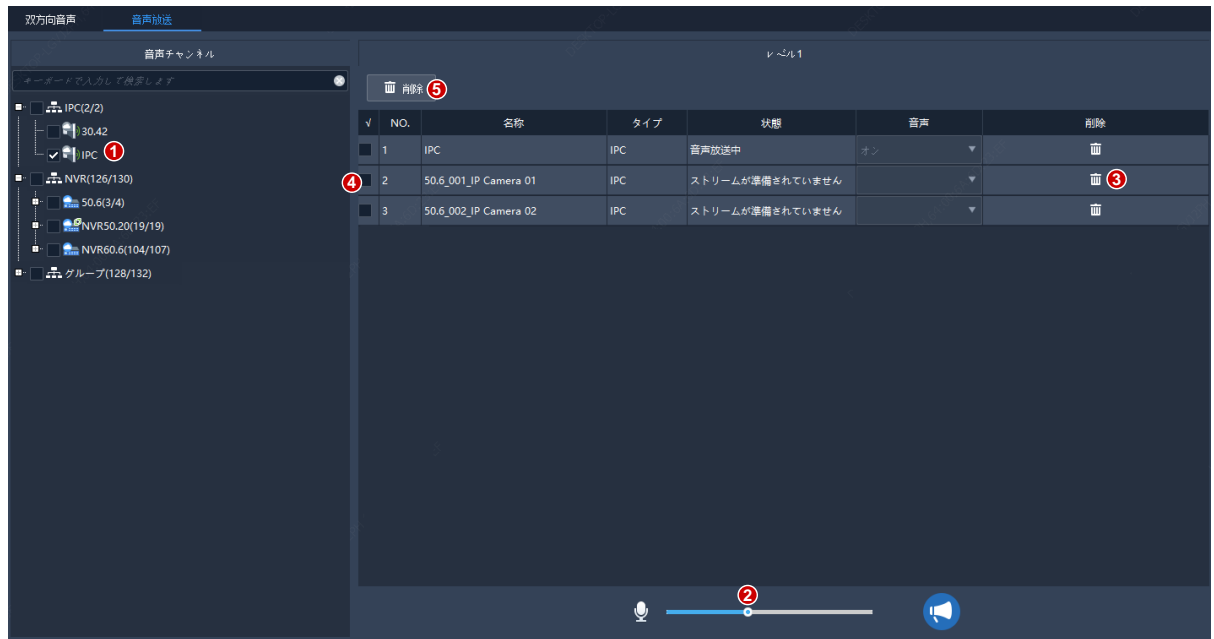 双方向音声 音声放送
音声チャンネル
レベル1
キーボードで入力して検索します
削除 5
IPC(2/2)
30.42
IPC 1
NVR(126/130)
50.6(3/4)
NVR50.20(19/19)
NVR60.6(104/107)
グループ(128/132)
√ NO. 名称 タイプ 状態 音声 削除
1 IPC IPC 音声放送中 オン
4 2 50.6_001_IP Camera 01 IPC ストリームが準備されていません 3
3 50.6_002_IP Camera 02 IPC ストリームが準備されていません
2